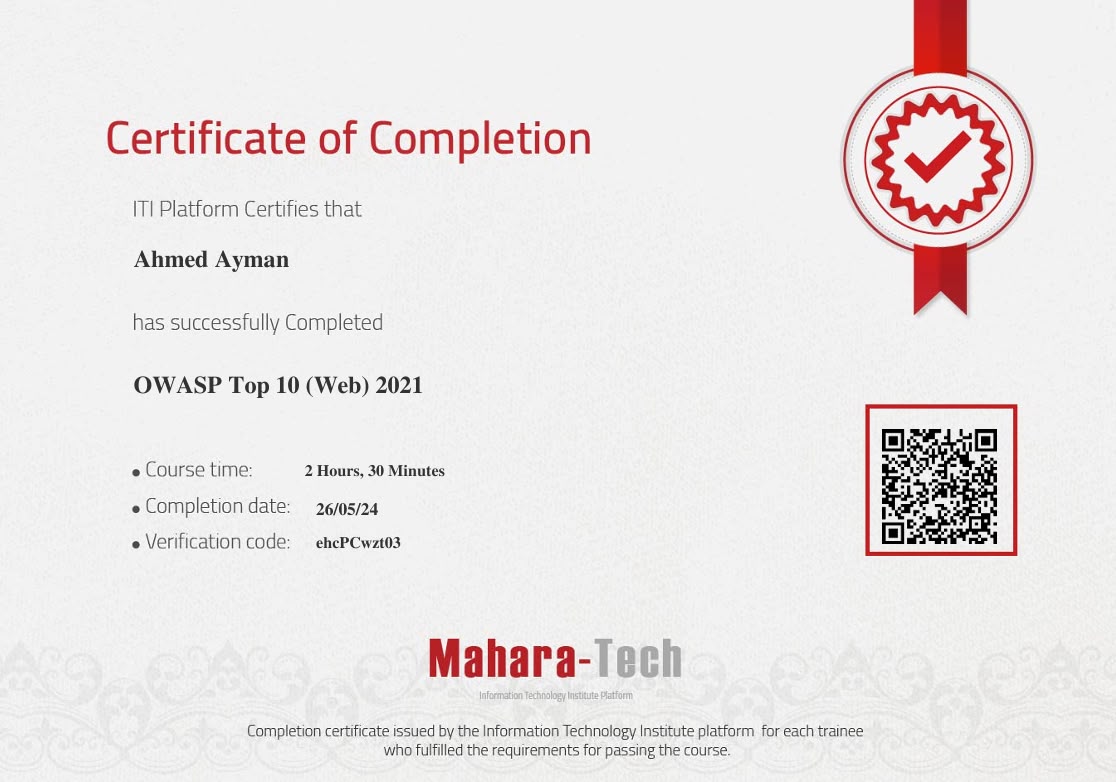 Certificate of Completion
ITI Platform Certifies that
Ahmed Ayman
has successfully Completed
OWASP Top 10 (Web) 2021
• Course time: 2 Hours, 30 Minutes
• Completion date: 26/05/24
• Verification code: ehcPCwzt03
Mahara-Tech
Information Technology Institute Platform
Completion certificate issued by the Information Technology Institute platform for each trainee
who fulfilled the requirements for passing the course.